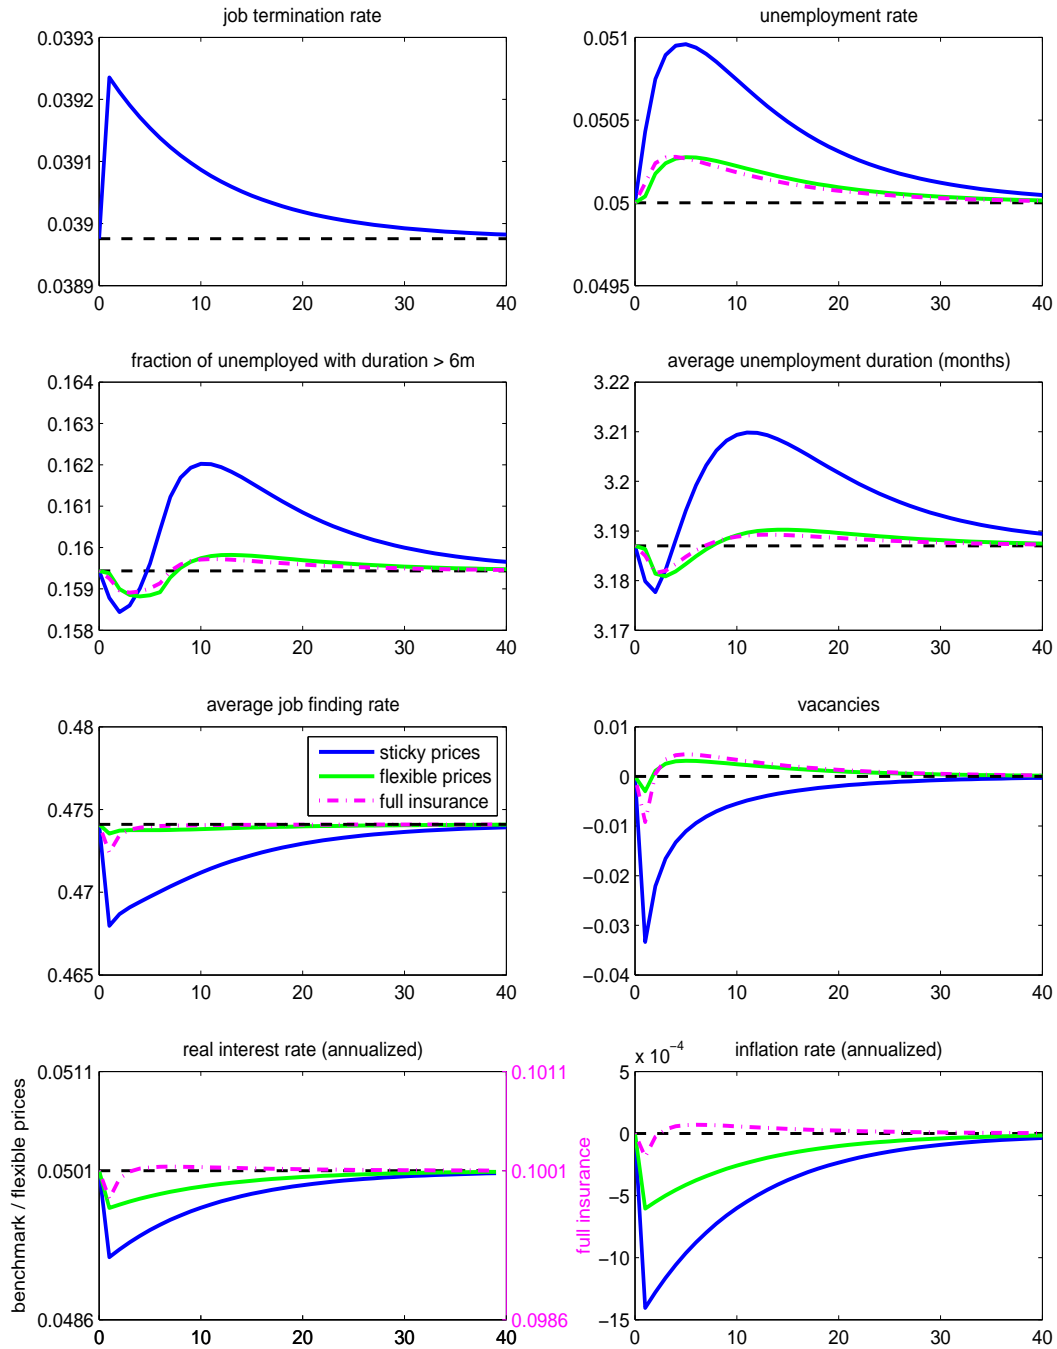 job termination rate
0.0393
0.0392
0.0391
0.039
0.0389
0 10 20 30 40
unemployment rate
0.051
0.0505
0.05
0.0495
0 10 20 30 40
fraction of unemployed with duration > 6m
0.164
0.163
0.162
0.161
0.16
0.159
0.158
0 10 20 30 40
average unemployment duration (months)
3.22
3.21
3.2
3.19
3.18
3.17
0 10 20 30 40
average job finding rate
0.48
0.475
0.47
0.465
0 10 20 30 40
sticky prices
flexible prices
full insurance
vacancies
0.01
0
−0.01
−0.02
−0.03
−0.04
0 10 20 30 40
real interest rate (annualized)
benchmark / flexible prices
0.0511
0.0501
0.0486
0 10 20 30 40
0.1011
0.1001
0.0986
full insurance
inflation rate (annualized)
x 10−4
5
0
−5
−10
−15
0 10 20 30 40